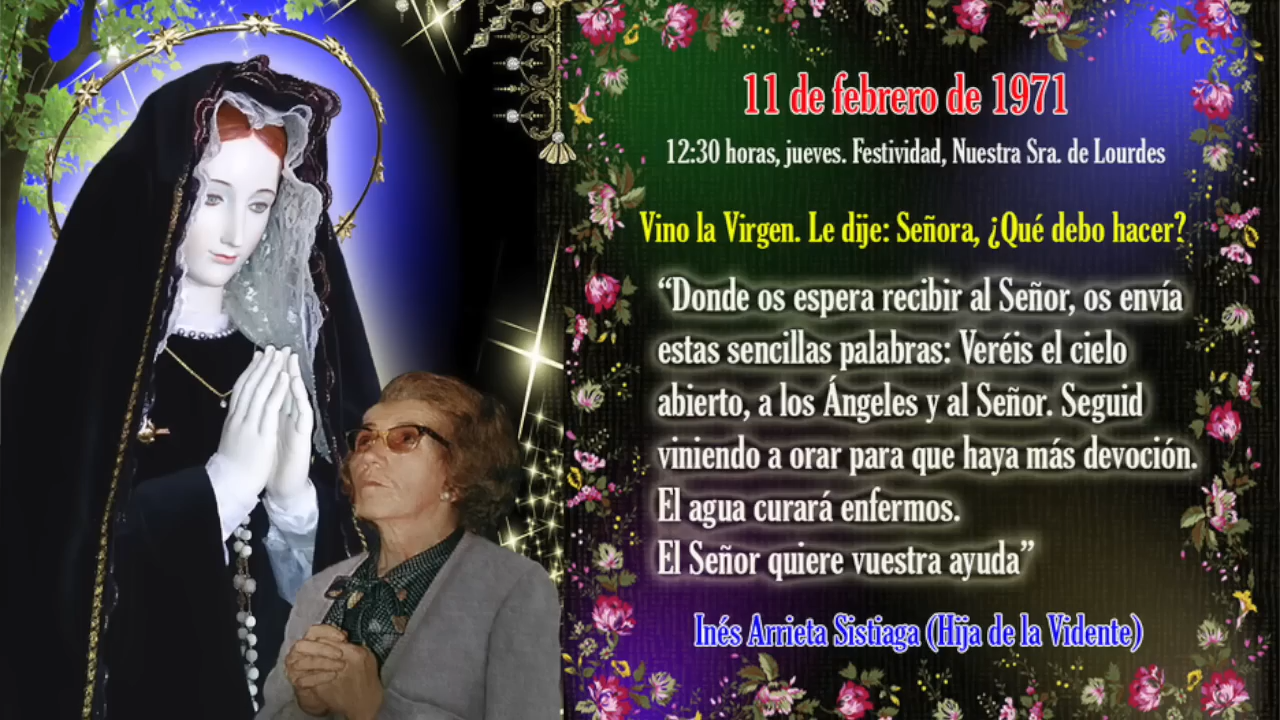 11 de febrero de 1971
12:30 horas, jueves. Festividad, Nuestra Sra. de Lourdes
Vino la Virgen. Le dije: Señora, ¿Qué debo hacer?
“Donde os espera recibir al Señor, os envía
estas sencillas palabras: Veréis el cielo
abierto, a los Ángeles y al Señor. Seguid
viniendo a orar para que haya más devoción.
El agua curará enfermos.
El Señor quiere vuestra ayuda”
Inés Arrieta Sistiaga (Hija de la Vidente)